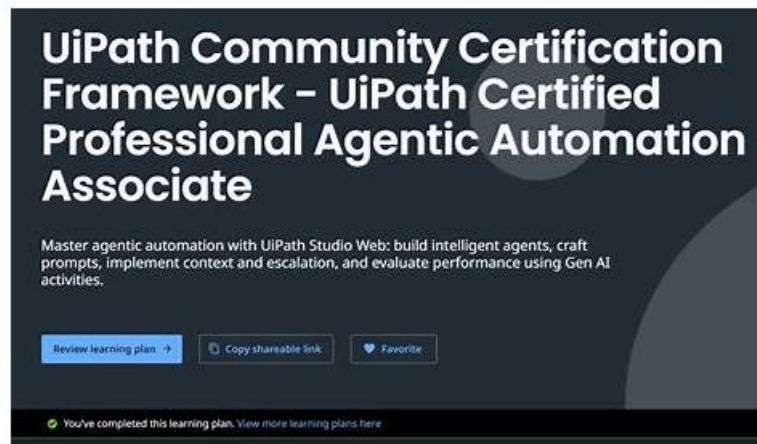 UiPath Community Certification
Framework – UiPath Certified
Professional Agentic Automation
Associate
Master agentic automation with UiPath Studio Web: build intelligent agents, craft
prompts, implement context and escalation, and evaluate performance using Gen AI
activities.
Review learning plan → Copy shareable link Favorite
You've completed this learning plan. View more learning plans here